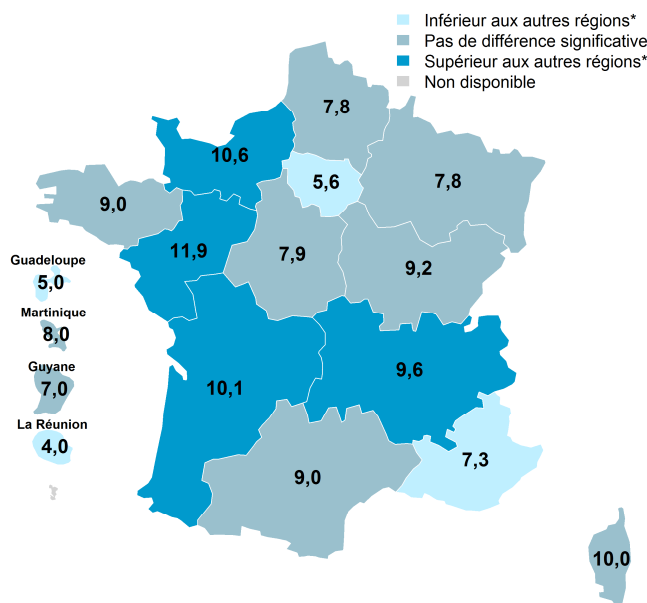 Inférieur aux autres régions*
Pas de différence significative
Supérieur aux autres régions*
Non disponible
7,8
10,6
5,6
7,8
9,0
11,9
7,9
9,2
Guadeloupe
5,0
Martinique
8,0
Guyane
7,0
La Réunion
4,0
10,1
9,6
9,0
7,3
10,0